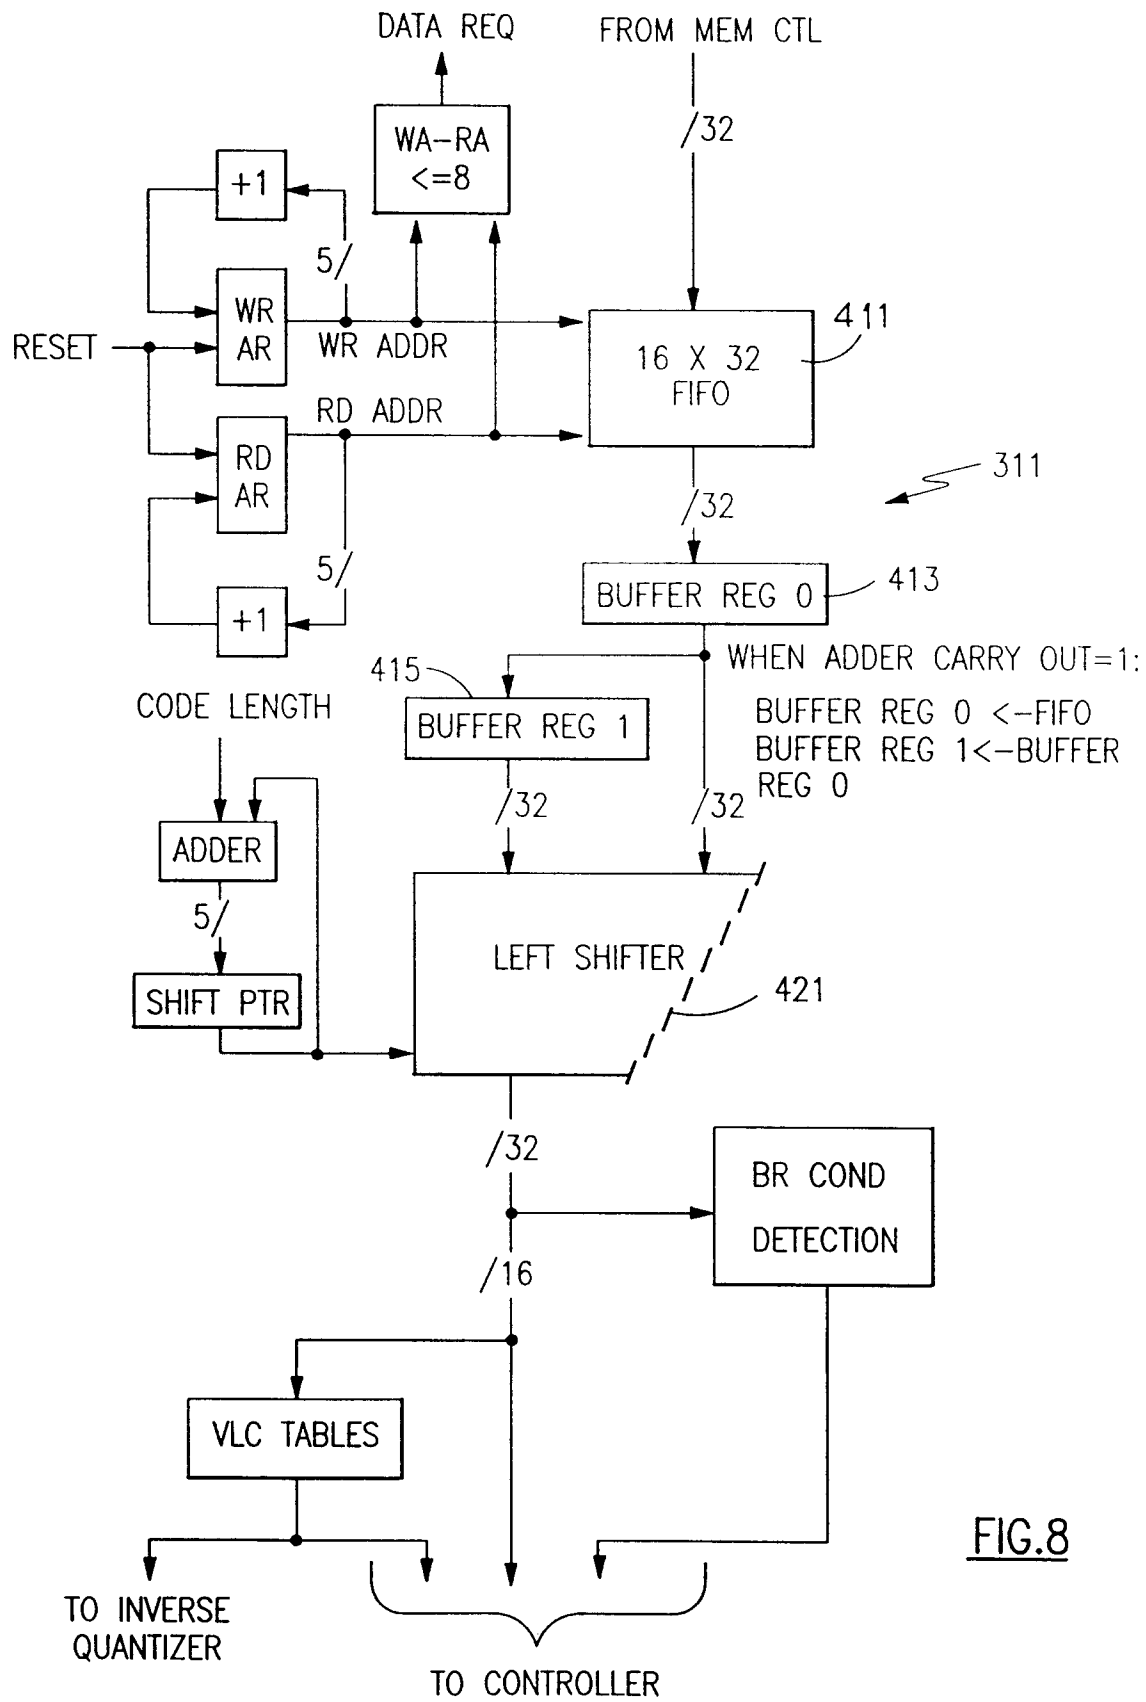 DATA REQ
FROM MEM CTL
/32
WA-RA
<=8
+1
5/
WR
AR
WR ADDR
RESET
411
16 X 32
FIFO
RD ADDR
RD
AR
311
/32
5/
+1
BUFFER REG 0
413
WHEN ADDER CARRY OUT=1:
415
CODE LENGTH
BUFFER REG 1
BUFFER REG 0 <-FIFO
BUFFER REG 1<-BUFFER
REG 0
/32
/32
ADDER
5/
LEFT SHIFTER
SHIFT PTR
421
/32
BR COND
DETECTION
/16
VLC TABLES
FIG.8
TO INVERSE
QUANTIZER
TO CONTROLLER